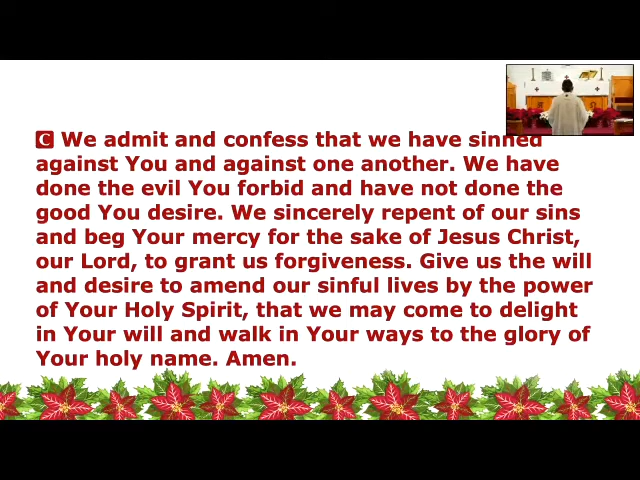 C We admit and confess that we have sinned
against You and against one another. We have
done the evil You forbid and have not done the
good You desire. We sincerely repent of our sins
and beg Your mercy for the sake of Jesus Christ,
our Lord, to grant us forgiveness. Give us the will
and desire to amend our sinful lives by the power
of Your Holy Spirit, that we may come to delight
in Your will and walk in Your ways to the glory of
Your holy name. Amen.